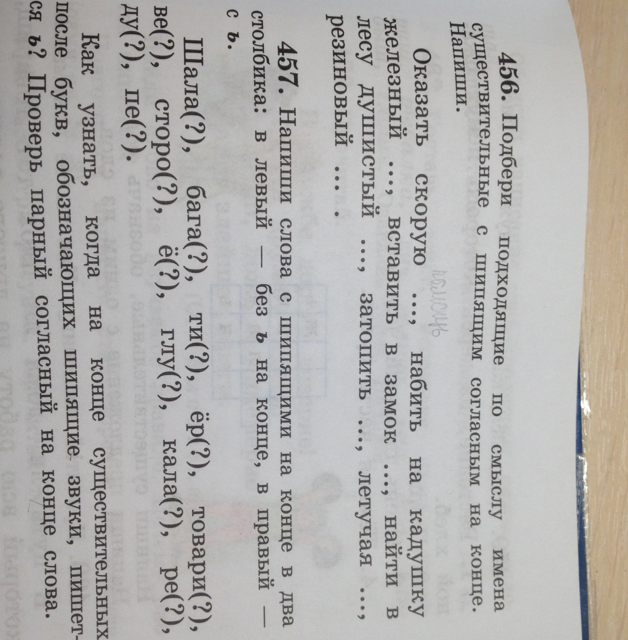 456. Подбери подходящие по смыслу имена
существительные с шипящим согласным на конце.
Напиши.
Оказать скорую ..., набить на кадушку
железный ..., вставить в замок ..., найти в
лесу душистый ..., затопить ..., летучая ...,
резиновый ... .
помощь
457. Напиши слова с шипящими на конце в два
столбика: в левый — без ь на конце, в правый —
с ь.
Шала(?), бага(?), ти(?), ёр(?), товари(?),
ве(?), сторо(?), ё(?), глу(?), кала(?), ре(?),
ду(?), пе(?).
Как узнать, когда на конце существительных
после букв, обозначающих шипящие звуки, пишет-
ся ь? Проверь парный согласный на конце слова.